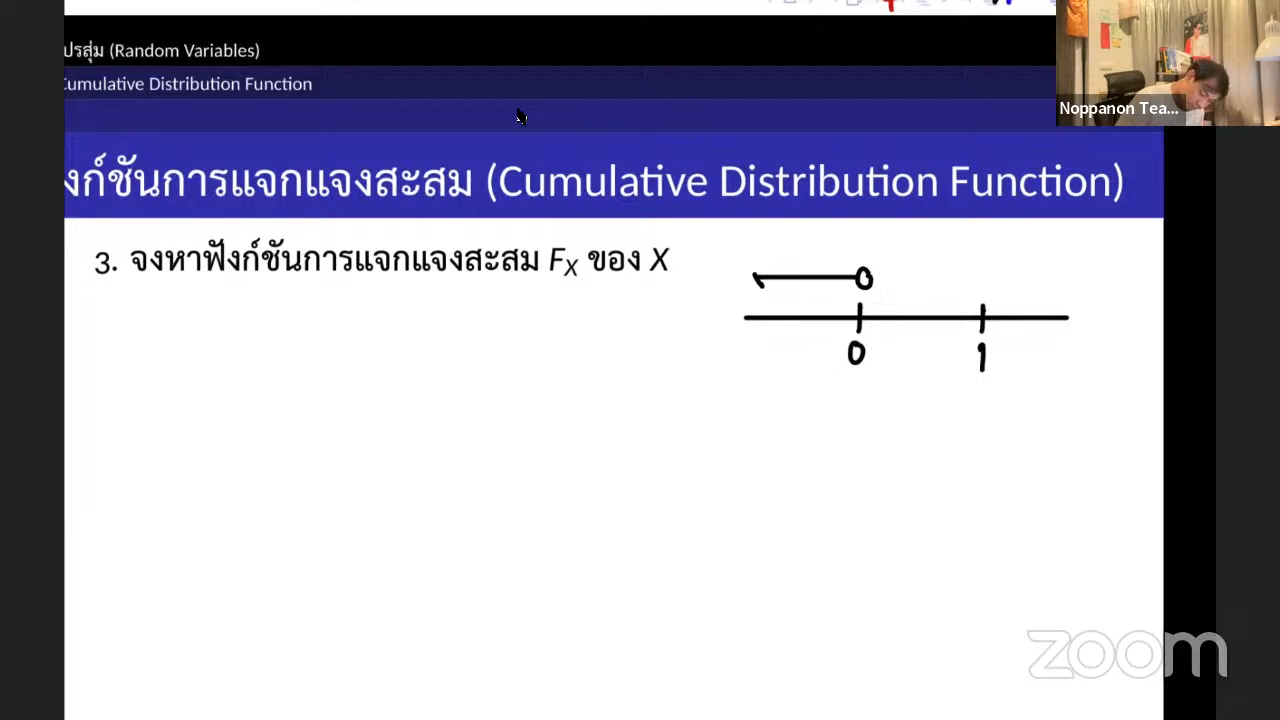 ปรสุ่ม (Random Variables)
Cumulative Distribution Function
Noppanon Tea...
งก์ชันการแจกแจงสะสม (Cumulative Distribution Function)
3. จงหาฟังก์ชันการแจกแจงสะสม FX ของ X
0 1
zoom